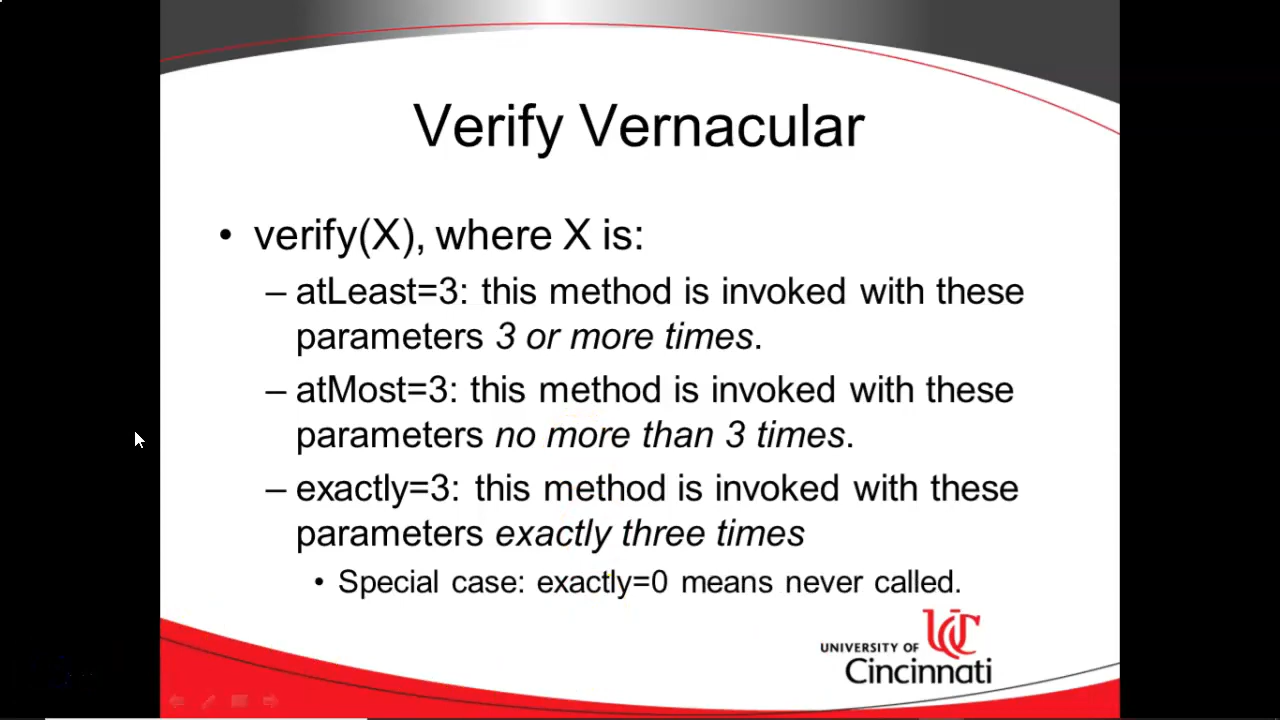 Verify Vernacular
• verify(X), where X is:
– atLeast=3: this method is invoked with these
parameters 3 or more times.
– atMost=3: this method is invoked with these
parameters no more than 3 times.
– exactly=3: this method is invoked with these
parameters exactly three times
• Special case: exactly=0 means never called.
UC
UNIVERSITY OF
Cincinnati